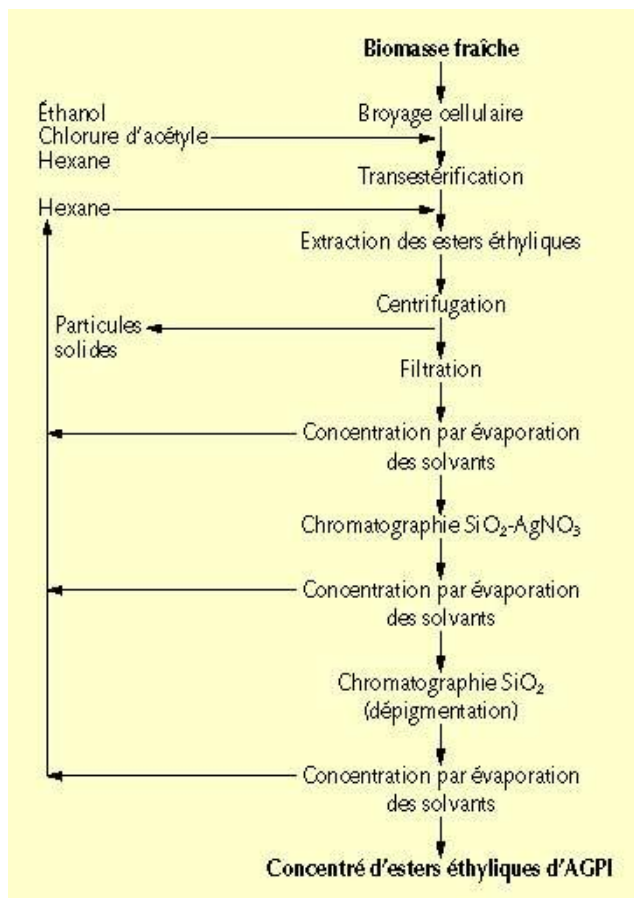 Biomasse fraîche
Éthanol
Chlorure d'acétyle
Hexane
Broyage cellulaire
Transestérification
Hexane
Extraction des esters éthyliques
Centrifugation
Particules
solides
Filtration
Concentration par évaporation
des solvants
Chromatographie SiO₂-AgNO₃
Concentration par évaporation
des solvants
Chromatographie SiO₂
(dépigmentation)
Concentration par évaporation
des solvants
Concentré d'esters éthyliques d'AGPI